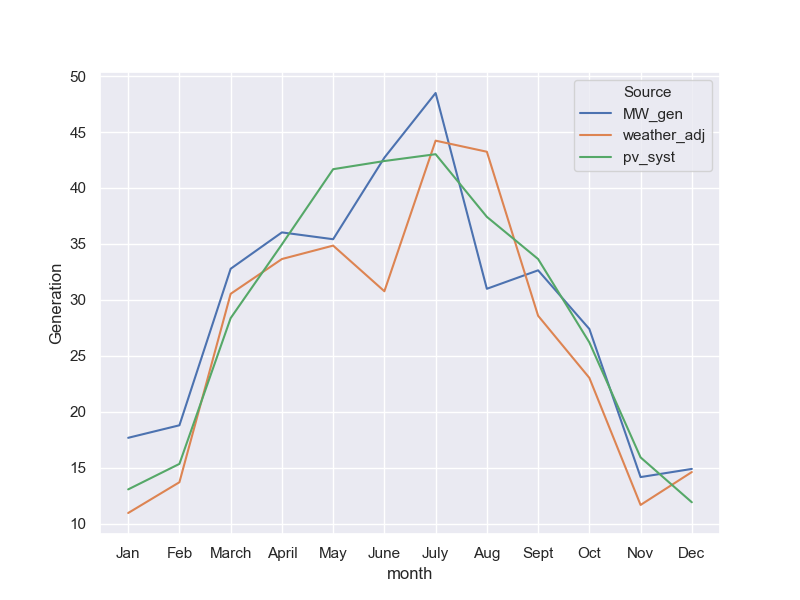 Source
MW_gen
weather_adj
pv_syst
50
45
40
35
30
25
20
15
10
Generation
Jan Feb March April May June July Aug Sept Oct Nov Dec
month